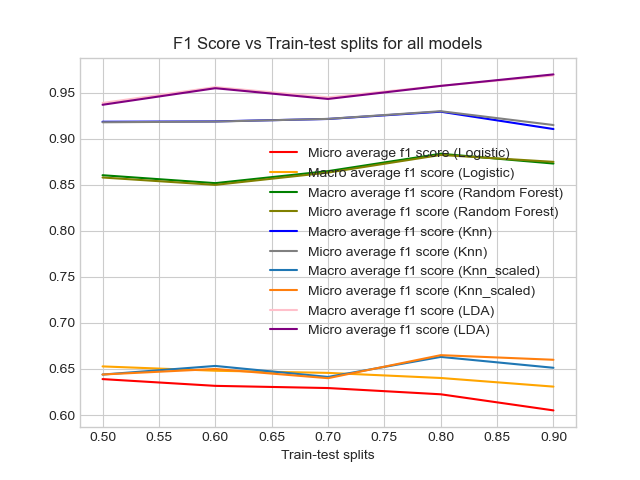 F1 Score vs Train-test splits for all models
0.95
0.90
0.85
0.80
0.75
0.70
0.65
0.60
Micro average f1 score (Logistic)
Macro average f1 score (Logistic)
Macro average f1 score (Random Forest)
Micro average f1 score (Random Forest)
Macro average f1 score (Knn)
Micro average f1 score (Knn)
Macro average f1 score (Knn_scaled)
Micro average f1 score (Knn_scaled)
Macro average f1 score (LDA)
Micro average f1 score (LDA)
0.50 0.55 0.60 0.65 0.70 0.75 0.80 0.85 0.90
Train-test splits